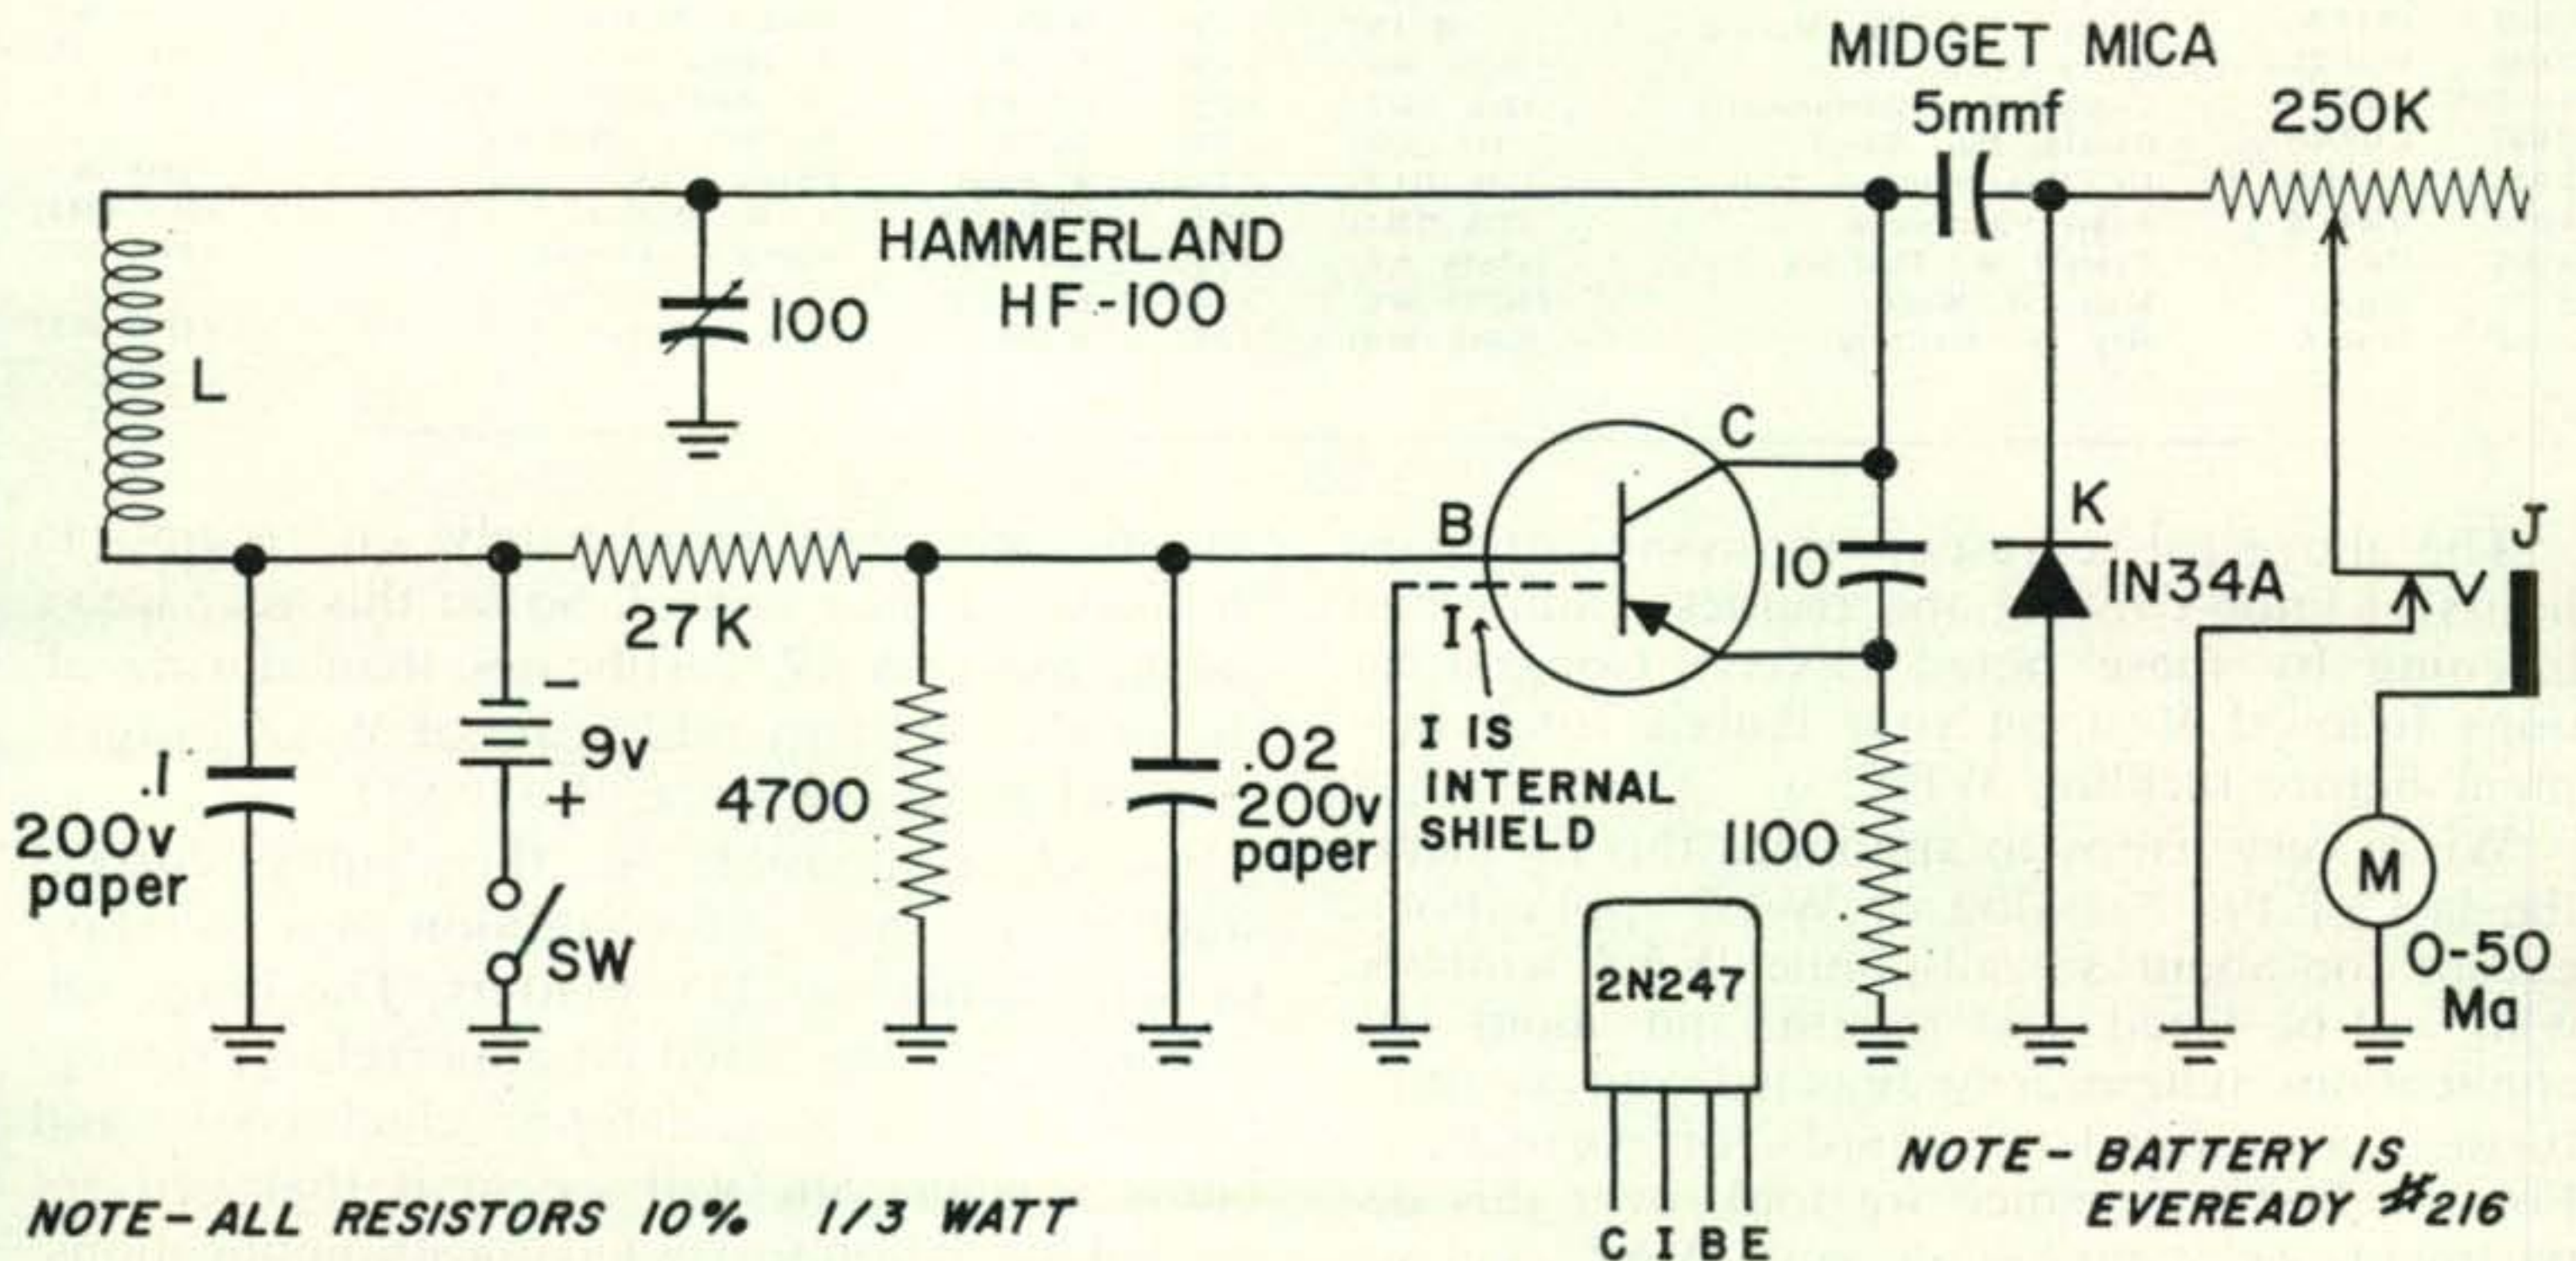 MIDGET MICA
5mmf
250K
HAMMERLAND
HF-100
100
L
C
B
K
J
10
1N34A
27K
I
-
9v
+
.1
200v
paper
4700
.02
200v
paper
I IS
INTERNAL
SHIELD
1100
M
0-50
Ma
SW
2N247
C I B E
NOTE-ALL RESISTORS 10% 1/3 WATT
NOTE-BATTERY IS
EVEREADY #216